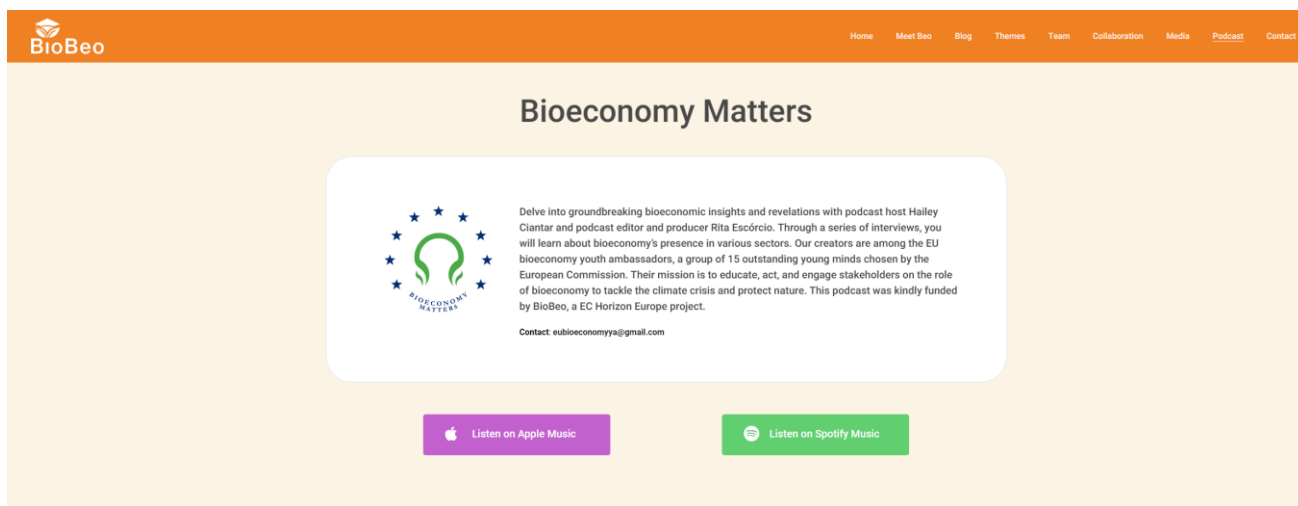 BioBeo
Home Meet Beo Blog Themes Team Collaboration Media Podcast Contact
Bioeconomy Matters
Delve into groundbreaking bioeconomic insights and revelations with podcast host Hailey
Ciantar and podcast editor and producer Rita Escórcio. Through a series of interviews, you
will learn about bioeconomy's presence in various sectors. Our creators are among the EU
bioeconomy youth ambassadors, a group of 15 outstanding young minds chosen by the
European Commission. Their mission is to educate, act, and engage stakeholders on the role
of bioeconomy to tackle the climate crisis and protect nature. This podcast was kindly funded
by BioBeo, a EC Horizon Europe project.
Contact: eubioeconomyya@gmail.com
BIOECONOMY
MATTERS
Listen on Apple Music
Listen on Spotify Music